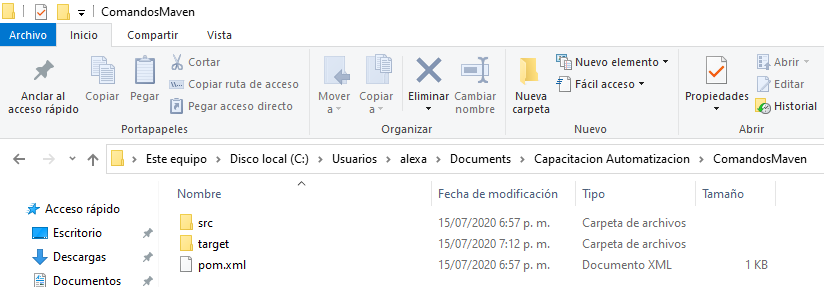 ComandosMaven
Archivo Inicio Compartir Vista
Anclar al acceso rápido
Copiar
Pegar
Cortar
Copiar ruta de acceso
Pegar acceso directo
Portapapeles
Mover a
Copiar a
Eliminar
Cambiar nombre
Organizar
Nueva carpeta
Nuevo elemento
Fácil acceso
Nuevo
Propiedades
Abrir
Editar
Historial
Abrir
Este equipo > Disco local (C:) > Usuarios > alexa > Documents > Capacitacion Automatizacion > ComandosMaven
Acceso rápido
Escritorio
Descargas
Documentos
Nombre Fecha de modificación Tipo Tamaño
src 15/07/2020 6:57 p. m. Carpeta de archivos
target 15/07/2020 7:12 p. m. Carpeta de archivos
pom.xml 15/07/2020 6:57 p. m. Documento XML 1 KB